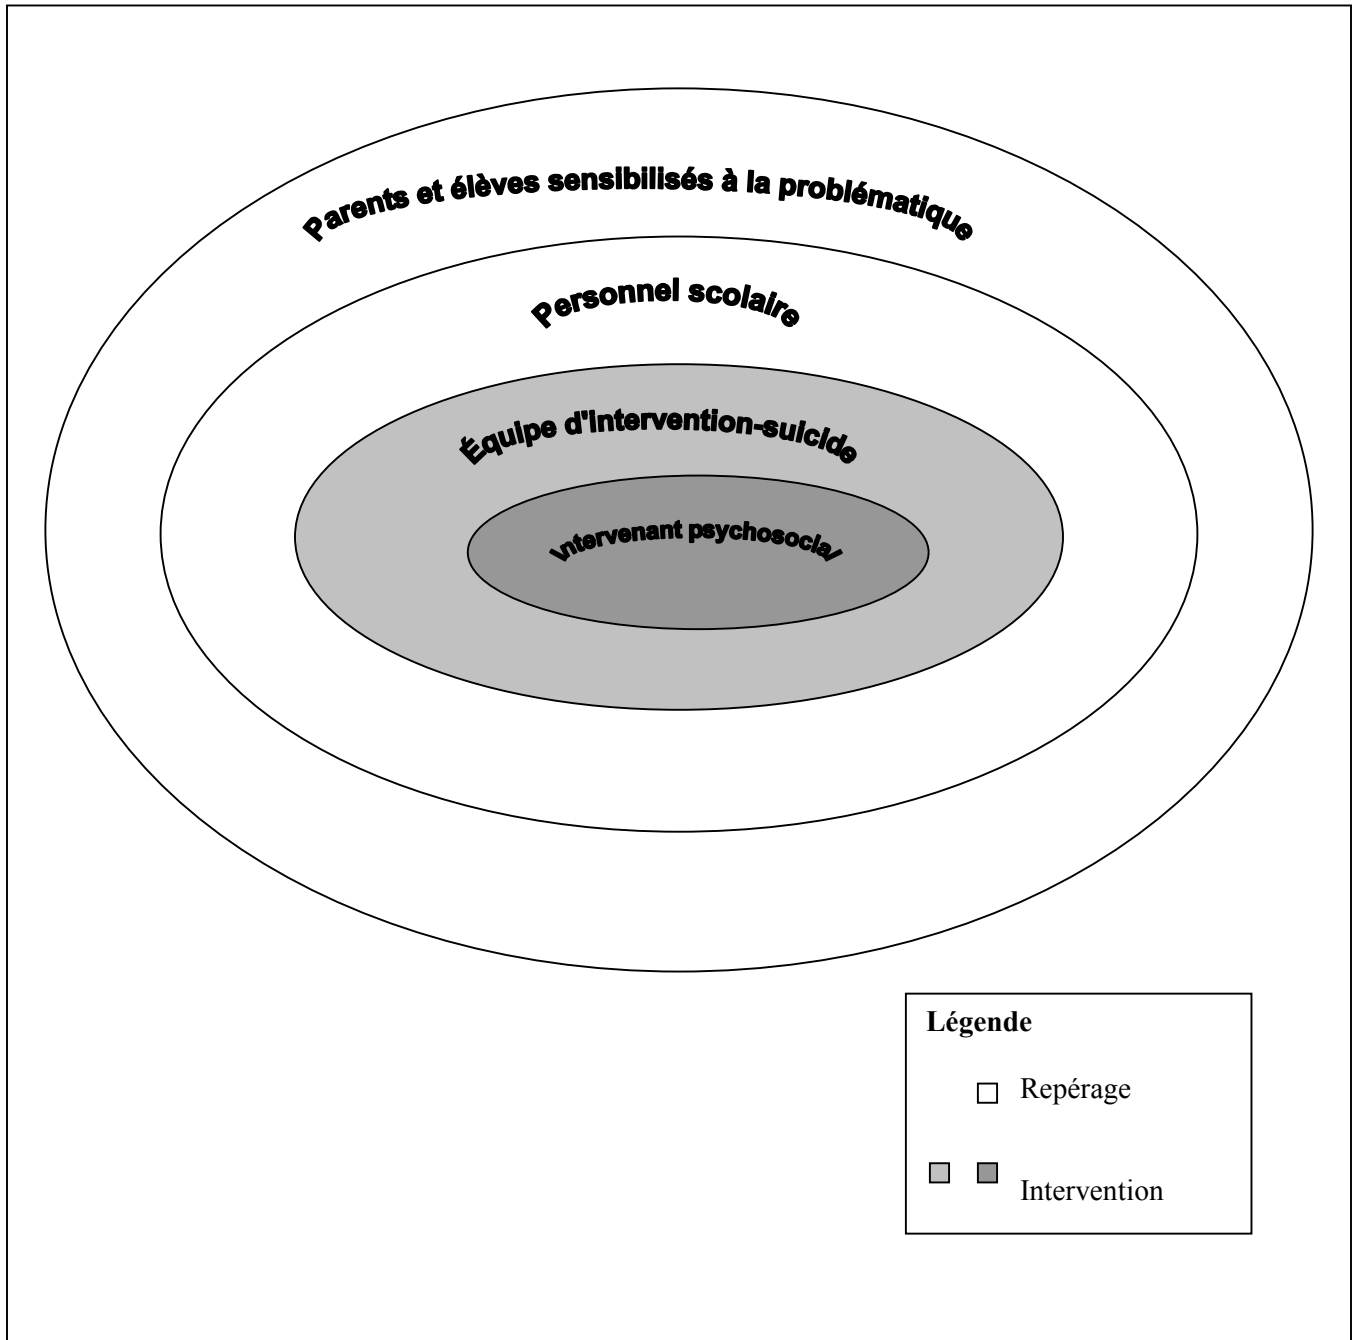 Parents et élèves sensibilisés à la problématique
Personnel scolaire
Équipe d'intervention-suicide
Intervenant psychosocial
Légende
Repérage
Intervention